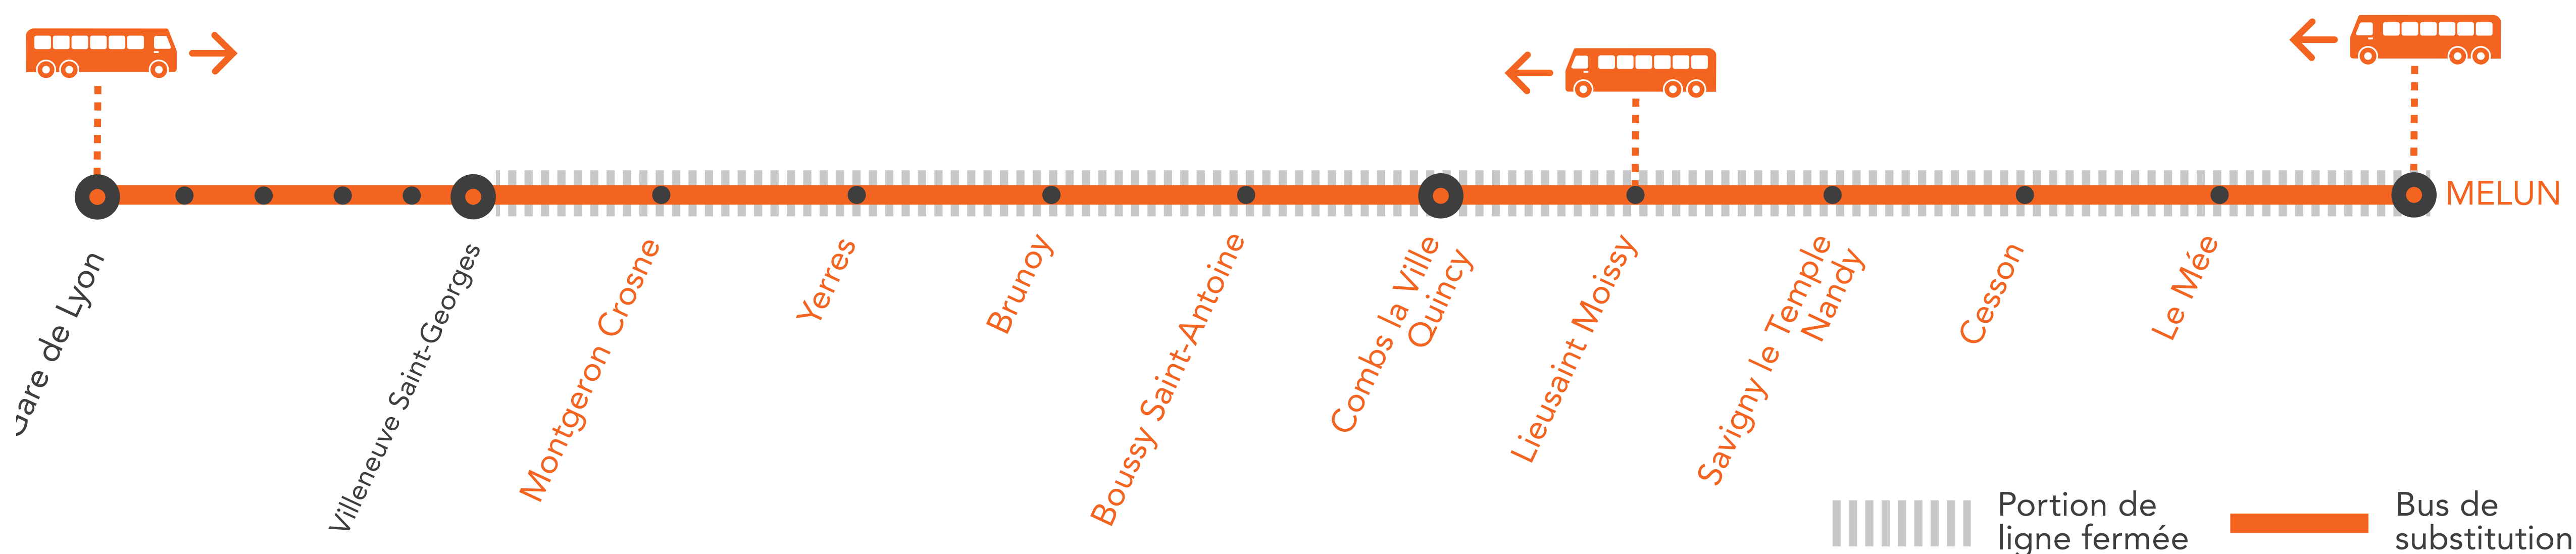 Gare de Lyon
Villeneuve Saint-Georges
Montgeron Crosne
Yerres
Brunoy
Boussy Saint-Antoine
Combs la Ville
Quincy
Lieusaint Moissy
Savigny le Temple
Nandy
Cesson
Le Mée
MELUN
Portion de
ligne fermée
Bus de
substitution